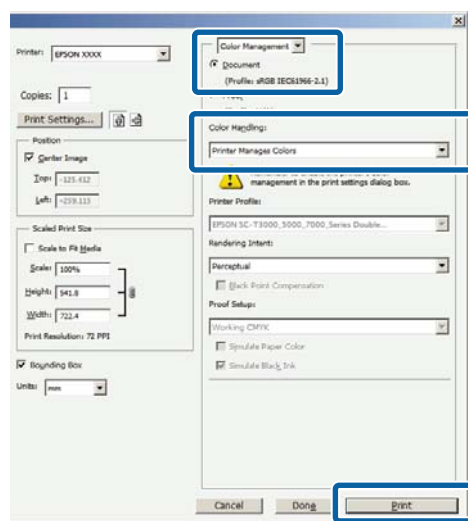 Printer: EPSON XXXX
Copies: 1
Print Settings...
Position
Center Image
Top: -125.412
Left: -259.115
Scaled Print Size
Scale to Fit Media
Scale: 100%
Height: 541.8
Width: 722.4
Print Resolution: 72 PPI
Bounding Box
Units: mm
Color Management
Document
(Profile: sRGB IEC61966-2.1)
Color Handling:
Printer Manages Colors
management in the print settings dialog box.
Printer Profile:
EPSON SC-T3000_5000_7000_Series Double...
Rendering Intent:
Perceptual
Black Point Compensation
Proof Setup:
Working CMYK
Simulate Paper Color
Simulate Black Ink
Cancel
Done
Print